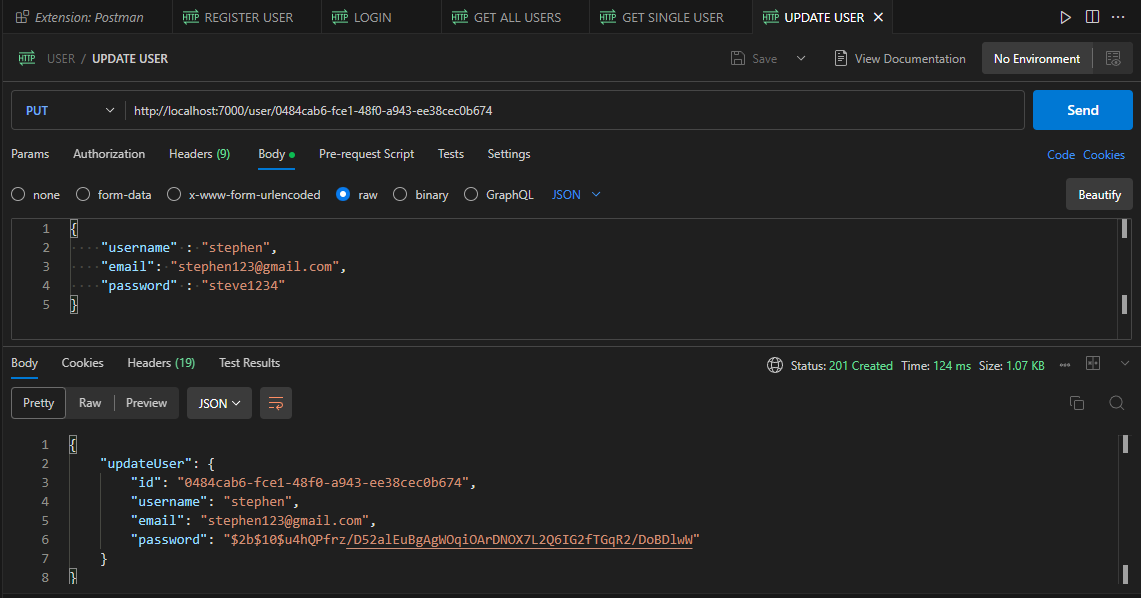 Extension: Postman
HTTP REGISTER USER
HTTP LOGIN
HTTP GET ALL USERS
HTTP GET SINGLE USER
HTTP UPDATE USER
HTTP USER / UPDATE USER
Save
View Documentation
No Environment
PUT
http://localhost:7000/user/0484cab6-fce1-48f0-a943-ee38cec0b674
Send
Params Authorization Headers (9) Body Pre-request Script Tests Settings
Code Cookies
none form-data x-www-form-urlencoded raw binary GraphQL JSON
Beautify
1 {
2 "username" : "stephen",
3 "email": "stephen123@gmail.com",
4 "password" : "steve1234"
5 }
Body Cookies Headers (19) Test Results
Status: 201 Created Time: 124 ms Size: 1.07 KB
Pretty Raw Preview JSON
1 {
2 "updateUser": {
3 "id": "0484cab6-fce1-48f0-a943-ee38cec0b674",
4 "username": "stephen",
5 "email": "stephen123@gmail.com",
6 "password": "$2b$10$u4hQPfrz/D52alEuBgAgWOqiOArDNOX7L2Q6IG2fTGqR2/DoBDlwW"
7 }
8 }